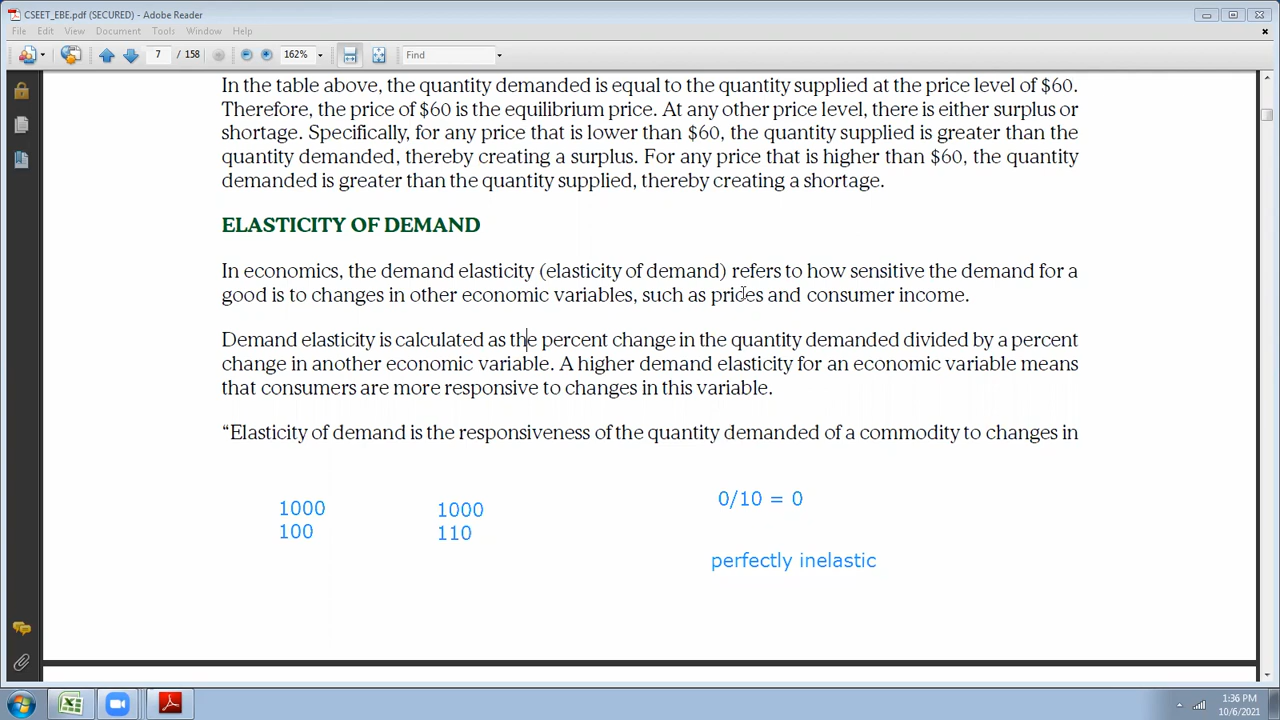 CSEET_EBE.pdf (SECURED) - Adobe Reader
File Edit View Document Tools Window Help
7 / 158 162% Find
In the table above, the quantity demanded is equal to the quantity supplied at the price level of $60.
Therefore, the price of $60 is the equilibrium price. At any other price level, there is either surplus or
shortage. Specifically, for any price that is lower than $60, the quantity supplied is greater than the
quantity demanded, thereby creating a surplus. For any price that is higher than $60, the quantity
demanded is greater than the quantity supplied, thereby creating a shortage.
ELASTICITY OF DEMAND
In economics, the demand elasticity (elasticity of demand) refers to how sensitive the demand for a
good is to changes in other economic variables, such as prices and consumer income.
Demand elasticity is calculated as the percent change in the quantity demanded divided by a percent
change in another economic variable. A higher demand elasticity for an economic variable means
that consumers are more responsive to changes in this variable.
“Elasticity of demand is the responsiveness of the quantity demanded of a commodity to changes in
1000 1000 0/10 = 0
100 110
perfectly inelastic
1:36 PM
10/6/2021